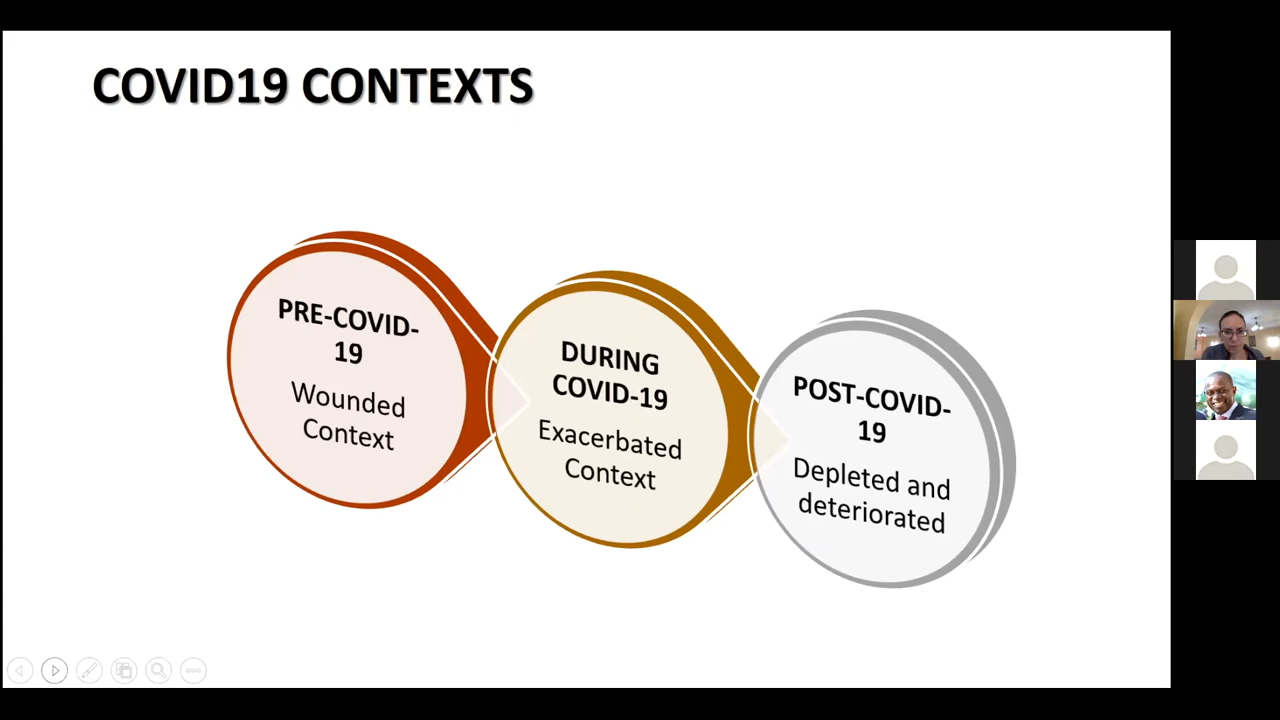 COVID19 CONTEXTS
PRE-COVID-
19
Wounded
Context
DURING
COVID-19
Exacerbated
Context
POST-COVID-
19
Depleted and
deteriorated